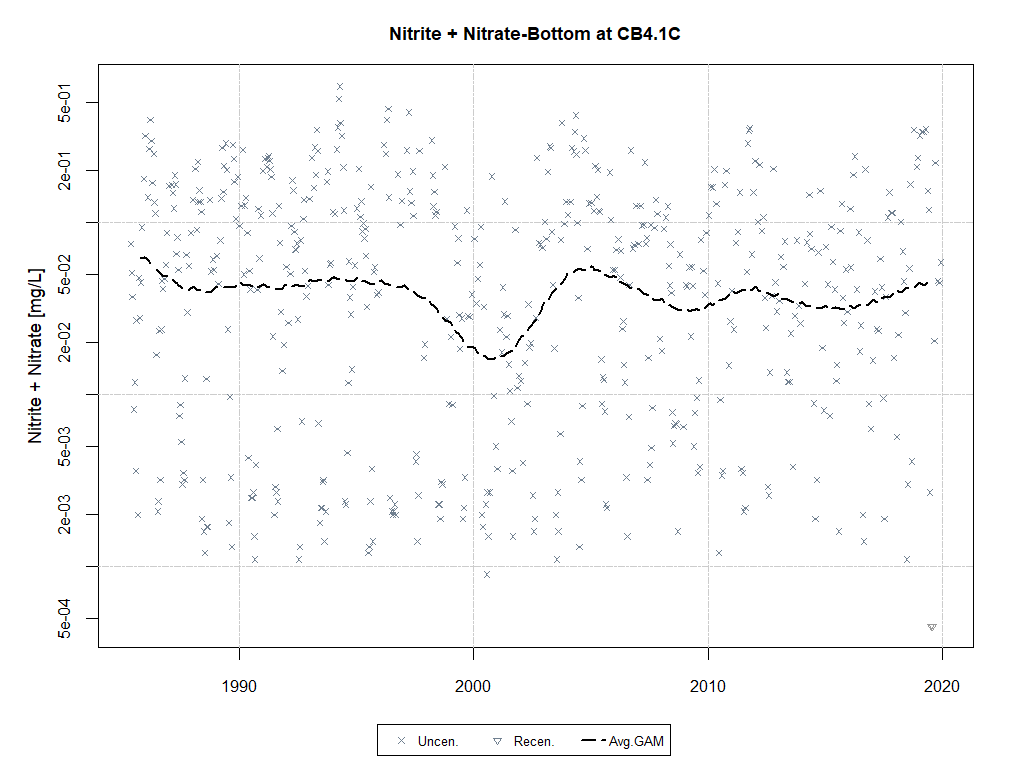 Nitrite + Nitrate-Bottom at CB4.1C
Nitrite + Nitrate [mg/L]
5e-01
2e-01
5e-02
2e-02
5e-03
2e-03
5e-04
1990 2000 2010 2020
Uncen. Recen. Avg.GAM